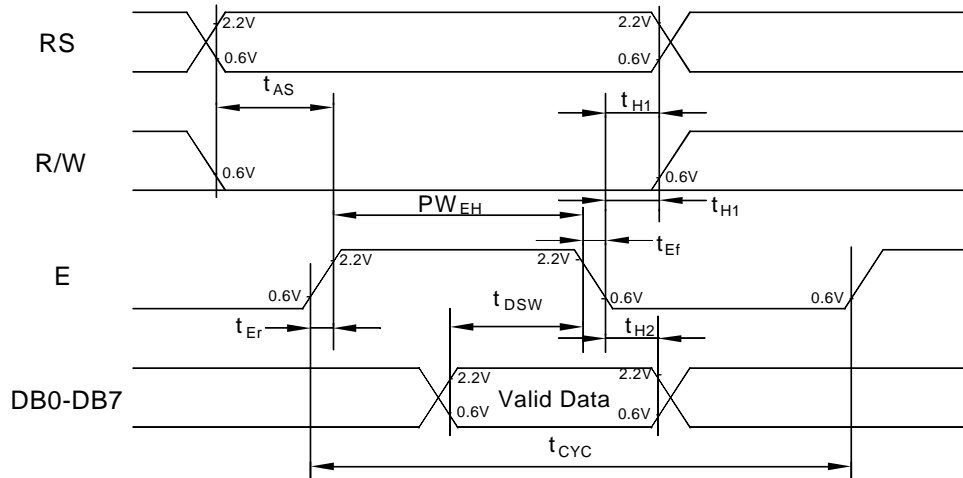 RS
2.2V
2.2V
0.6V
0.6V
tAS
tH1
R/W
0.6V
0.6V
PWEH
tH1
tEf
E
2.2V
2.2V
0.6V
0.6V
0.6V
tDSW
tEr
tH2
DB0-DB7
2.2V
Valid Data
2.2V
0.6V
0.6V
tCYC